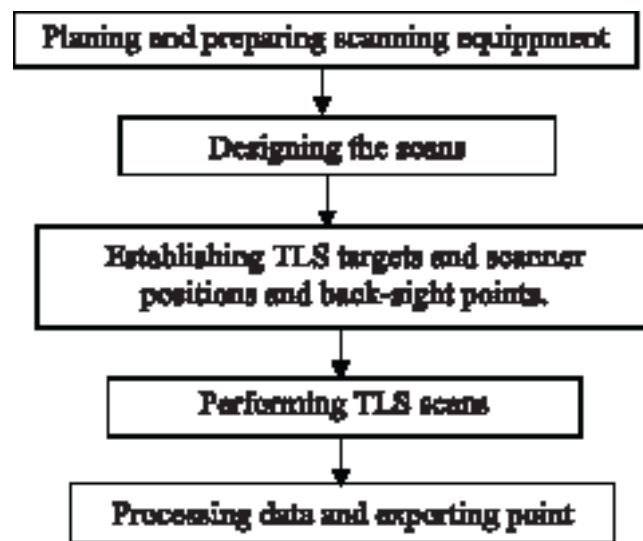 Planing and preparing scanning equippment
Designing the scans
Establishing TLS targets and scanner
positions and back-sight points.
Performing TLS scans
Processing data and exporting point